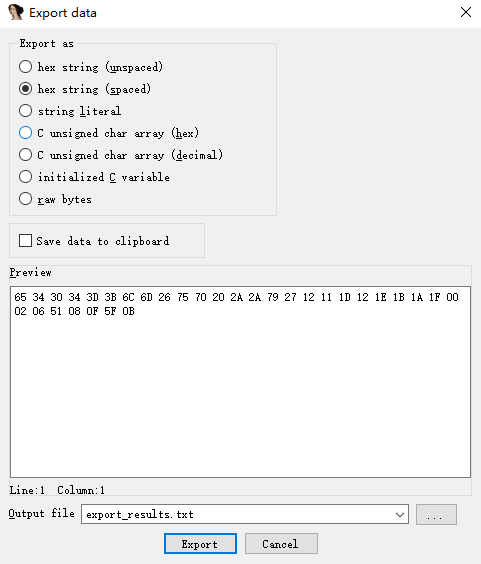 Export data
Export as
hex string (unspaced)
hex string (spaced)
string literal
C unsigned char array (hex)
C unsigned char array (decimal)
initialized C variable
raw bytes
Save data to clipboard
Preview
65 34 30 34 3D 3B 6C 6D 26 75 70 20 2A 2A 79 27 12 11 1D 12 1E 1B 1A 1F 00
02 06 51 08 0F 5F 0B
Line:1 Column:1
Output file export_results.txt ...
Export Cancel